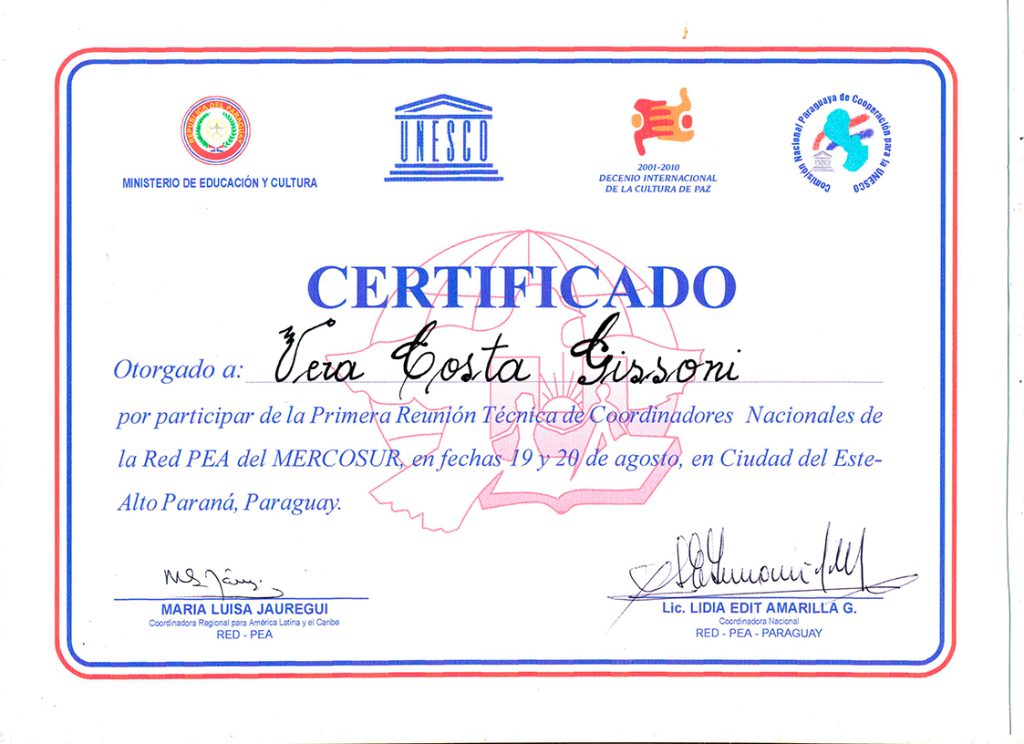 REPUBLICA DEL PARAGUAY
MINISTERIO DE EDUCACIÓN Y CULTURA
UNESCO
2001-2010
DECENIO INTERNACIONAL
DE LA CULTURA DE PAZ
Comisión Nacional Paraguaya de Cooperación para la UNESCO
UNESCO
CERTIFICADO
Otorgado a: Vera Costa Gissoni
por participar de la Primera Reunión Técnica de Coordinadores Nacionales de
la Red PEA del MERCOSUR, en fechas 19 y 20 de agosto, en Ciudad del Este-
Alto Paraná, Paraguay.
MARIA LUISA JAUREGUI
Coordinadora Regional para América Latina y el Caribe
RED - PEA
Lic. LIDIA EDIT AMARILLA G.
Coordinadora Nacional
RED - PEA - PARAGUAY